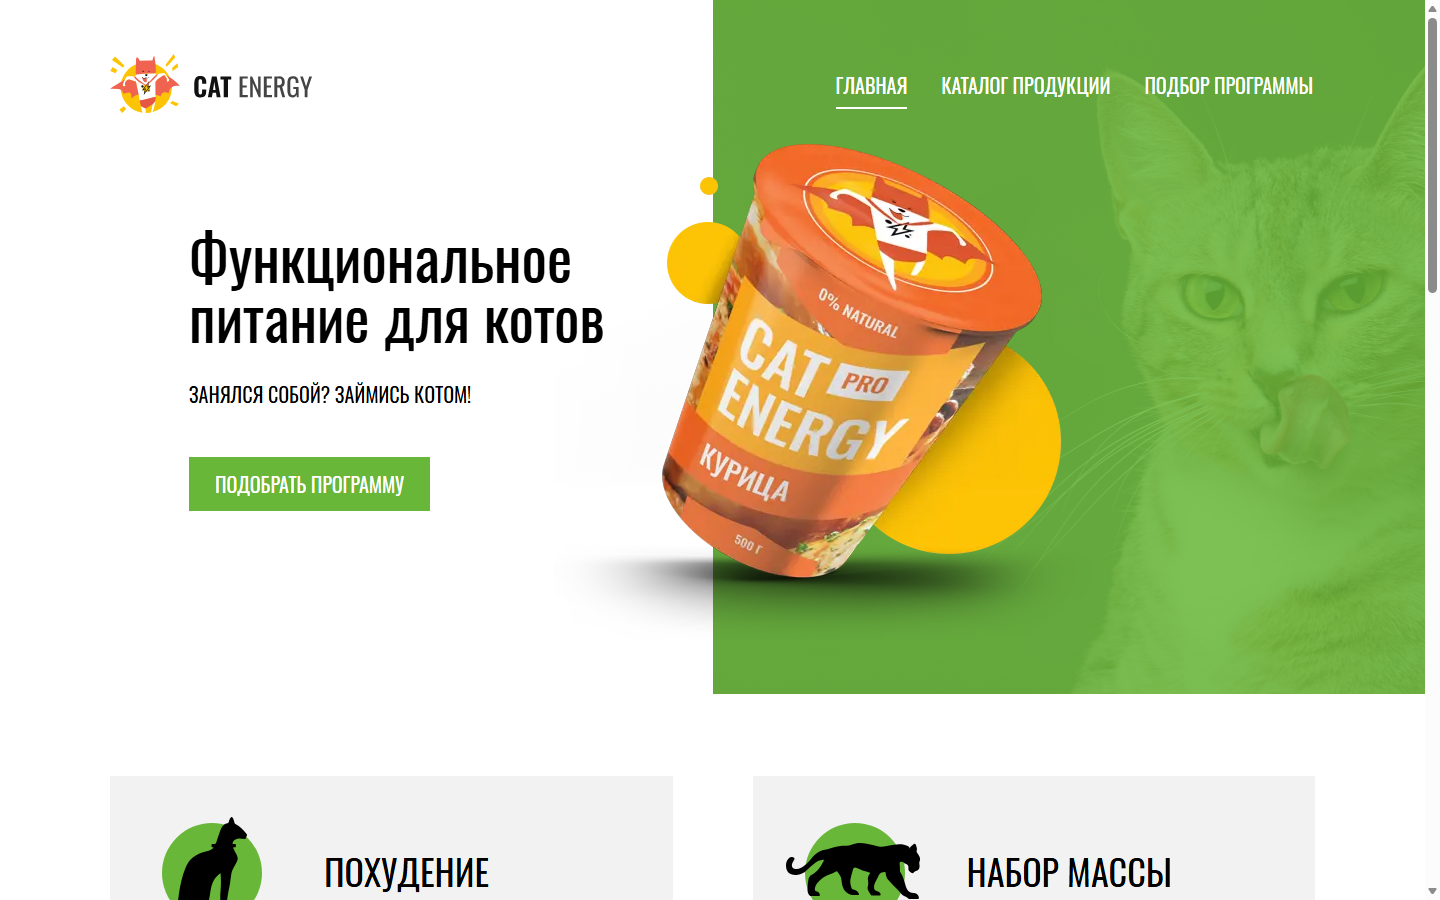 CAT ENERGY
ГЛАВНАЯ
КАТАЛОГ ПРОДУКЦИИ
ПОДБОР ПРОГРАММЫ
Функциональное
питание для котов
ЗАНЯЛСЯ СОБОЙ? ЗАЙМИСЬ КОТОМ!
ПОДОБРАТЬ ПРОГРАММУ
0% NATURAL
CAT PRO
ENERGY
КУРИЦА
500 Г
ПОХУДЕНИЕ
НАБОР МАССЫ